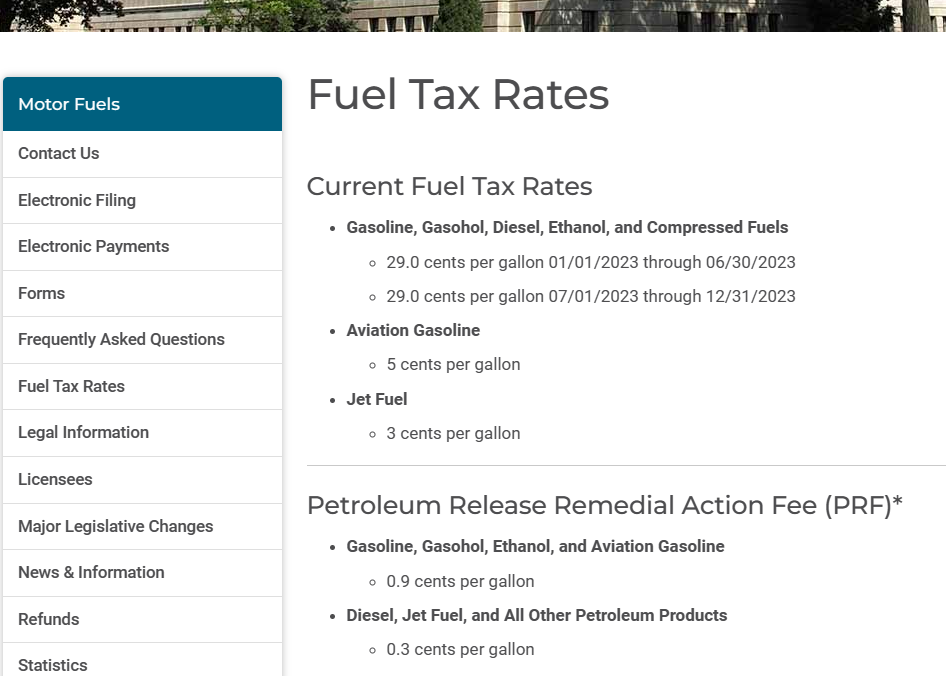 Motor Fuels
Contact Us
Electronic Filing
Electronic Payments
Forms
Frequently Asked Questions
Fuel Tax Rates
Legal Information
Licensees
Major Legislative Changes
News & Information
Refunds
Statistics
Fuel Tax Rates
Current Fuel Tax Rates
Gasoline, Gasohol, Diesel, Ethanol, and Compressed Fuels
29.0 cents per gallon 01/01/2023 through 06/30/2023
29.0 cents per gallon 07/01/2023 through 12/31/2023
Aviation Gasoline
5 cents per gallon
Jet Fuel
3 cents per gallon
Petroleum Release Remedial Action Fee (PRF)*
Gasoline, Gasohol, Ethanol, and Aviation Gasoline
0.9 cents per gallon
Diesel, Jet Fuel, and All Other Petroleum Products
0.3 cents per gallon